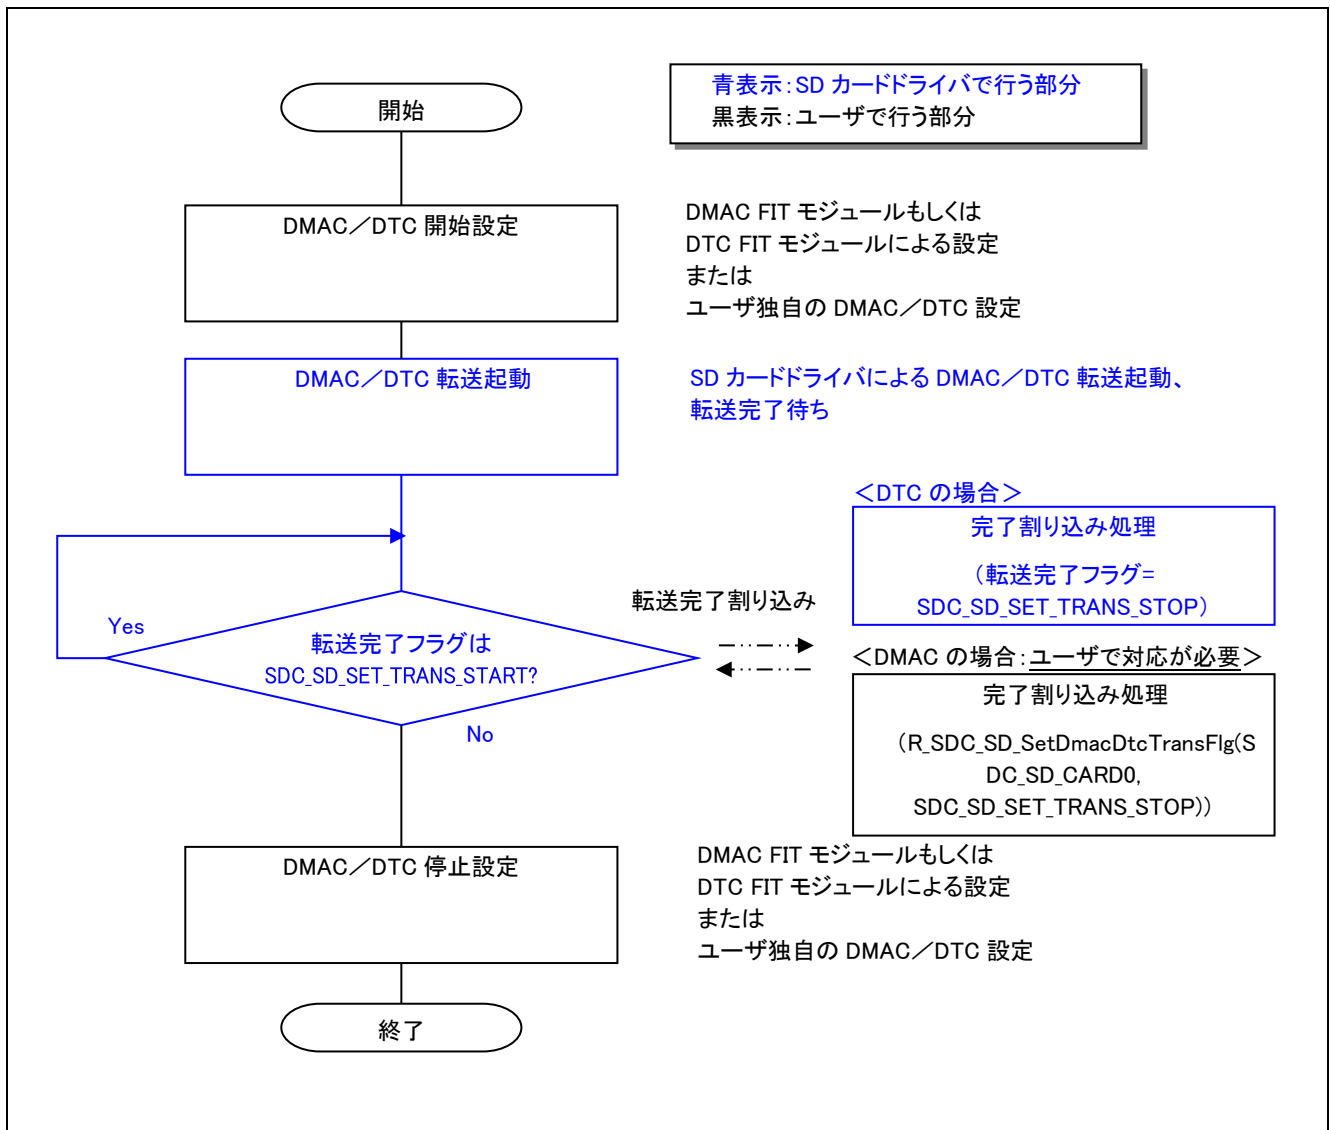 開始
青表示：SD カードドライバで行う部分
黒表示：ユーザで行う部分
DMAC／DTC 開始設定
DMAC FIT モジュールもしくは
DTC FIT モジュールによる設定
または
ユーザ独自の DMAC／DTC 設定
DMAC／DTC 転送起動
SD カードドライバによる DMAC／DTC 転送起動、
転送完了待ち
＜DTC の場合＞
完了割り込み処理
（転送完了フラグ=
SDC_SD_SET_TRANS_STOP）
転送完了割り込み
Yes
転送完了フラグは
SDC_SD_SET_TRANS_START?
No
＜DMAC の場合：ユーザで対応が必要＞
完了割り込み処理
（R_SDC_SD_SetDmacDtcTransFlg(S
DC_SD_CARD0,
SDC_SD_SET_TRANS_STOP))
DMAC／DTC 停止設定
DMAC FIT モジュールもしくは
DTC FIT モジュールによる設定
または
ユーザ独自の DMAC／DTC 設定
終了